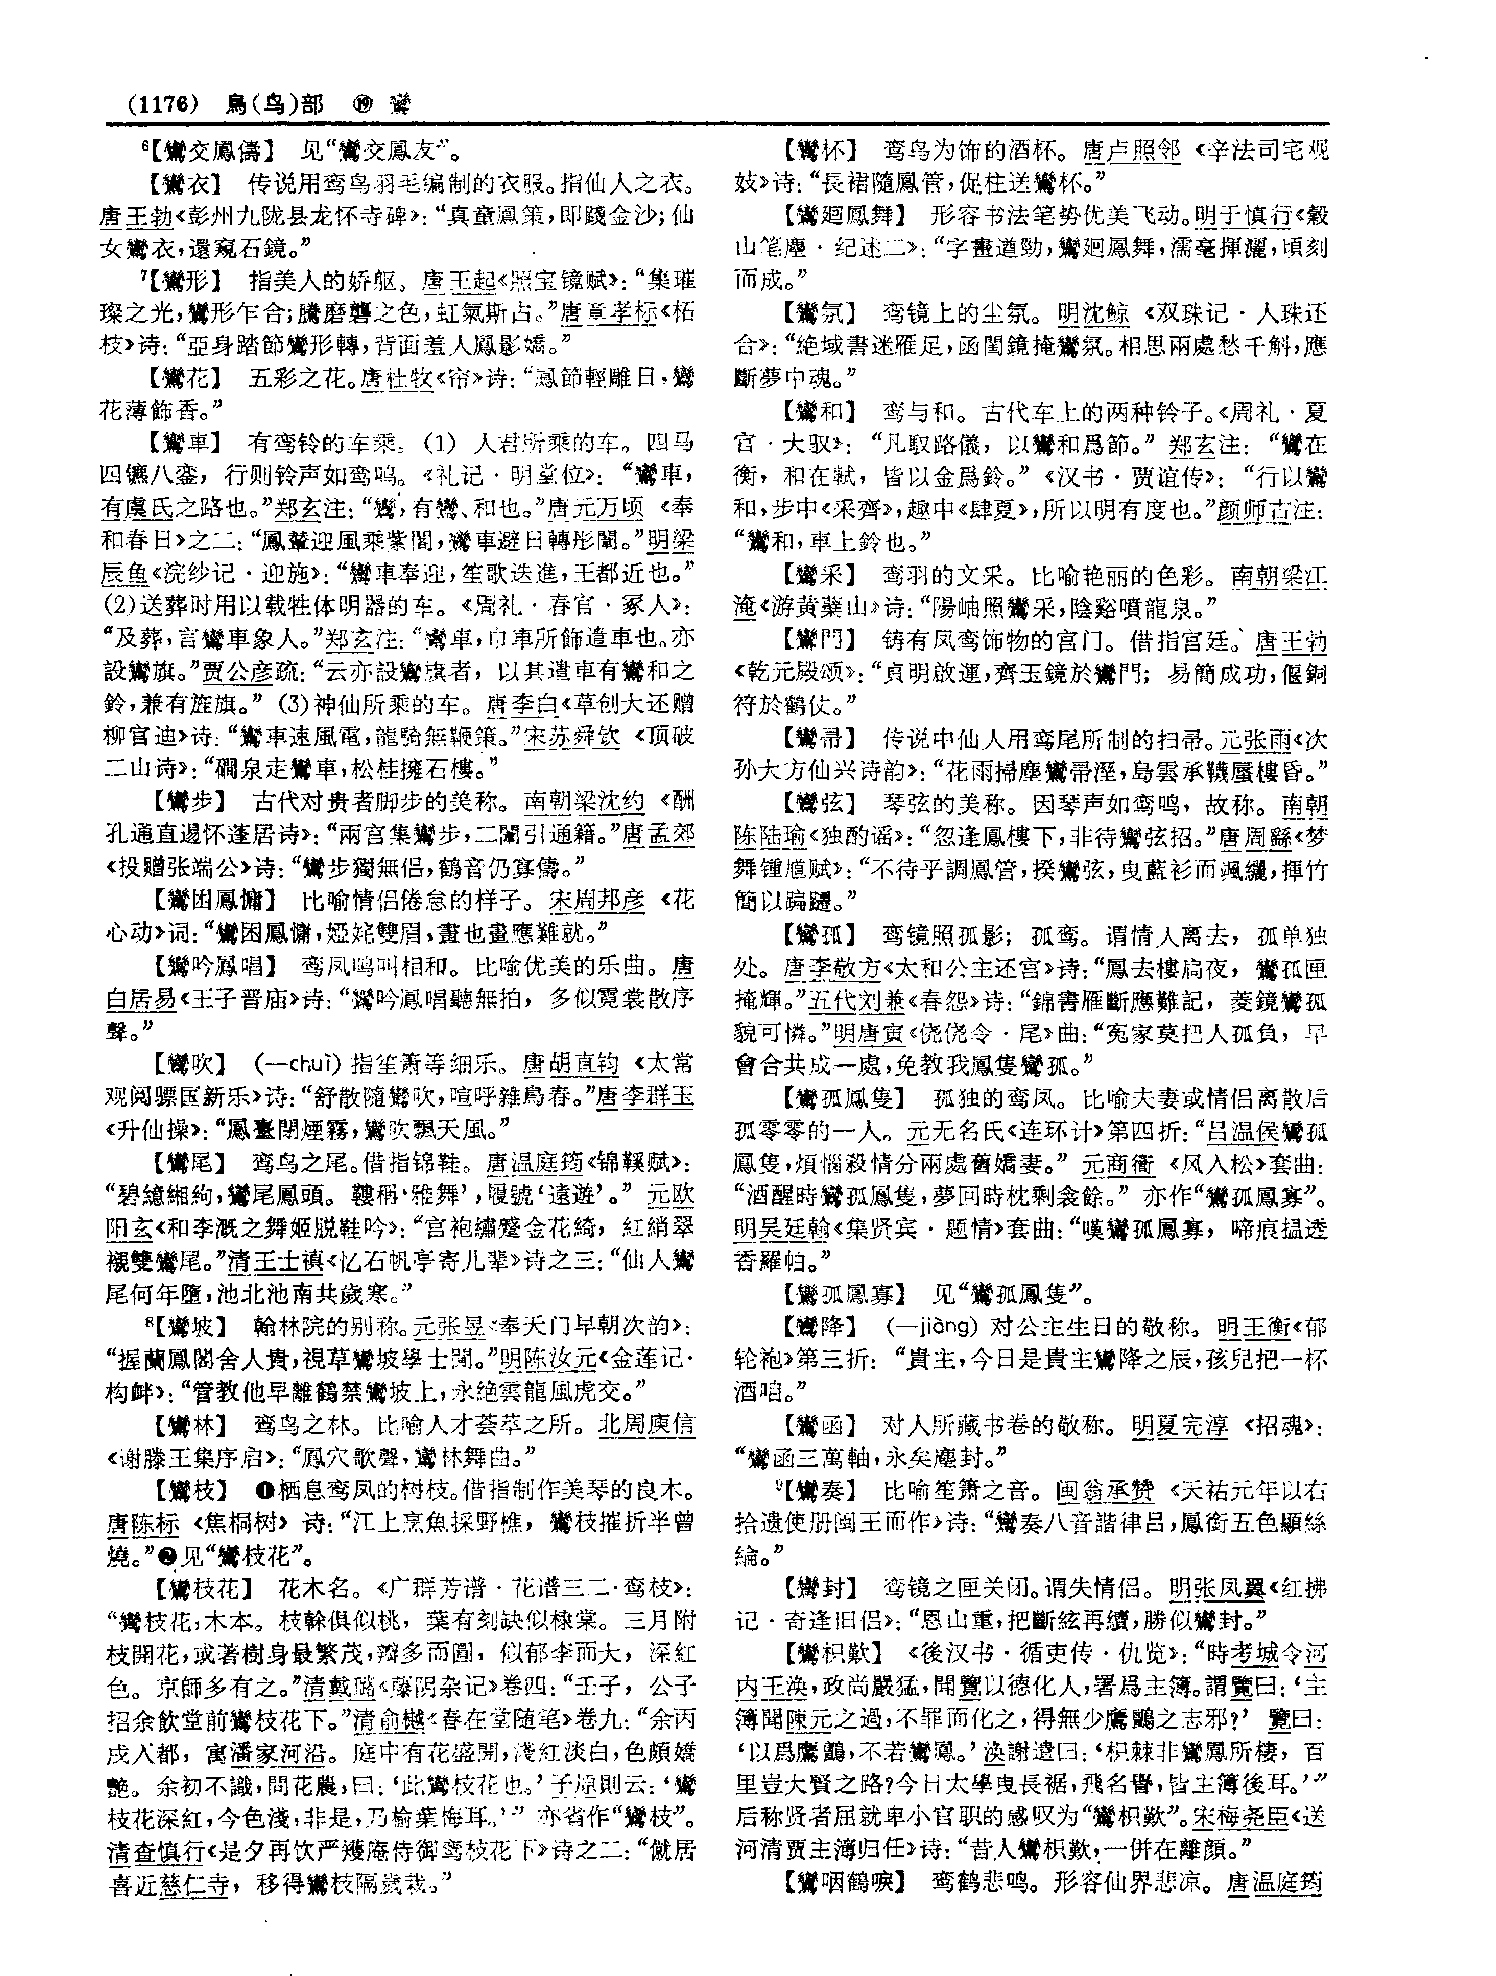 (1176) 鳥(鸟)部 ⑲ 鸞
⁶【鸞交鳳儔】 见“鸞交鳳友”。
【鸞衣】 传说用鸾鸟羽毛编制的衣服。指仙人之衣。
唐王勃《彭州九陇县龙怀寺碑》：“真童鳳策，即踐金沙；仙
女鸞衣，還窺石鏡。”
⁷【鸞形】 指美人的娇躯。唐王起《照宝镜赋》：“集璀
璨之光，鸞形乍合；騰磨礱之色，虹氣斯占。”唐章孝标《柘
枝》诗：“亞身踏節鸞形轉，背面羞人鳳影嬌。”
【鸞花】 五彩之花。唐杜牧《帘》诗：“鳳節輕雕日，鸞
花薄飾香。”
【鸞車】 有鸾铃的车乘。(1) 人君所乘的车。四马
四镳八銮，行则铃声如鸾鸣。《礼记·明堂位》：“鸞車，
有虞氏之路也。”郑玄注：“鸞，有鸞、和也。”唐元万顷《奉
和春日》之二：“鳳輦迎風乘紫閣，鸞車避日轉彤闈。”明梁
辰鱼《浣纱记·迎施》：“鸞車奉迎，笙歌迭進，王都近也。”
(2)送葬时用以载牲体明器的车。《周礼·春官·冢人》：
“及葬，言鸞車象人。”郑玄注：“鸞車，巾車所飾遣車也。亦
設鸞旗。”贾公彦疏：“云亦設鸞旗者，以其遣車有鸞和之
鈴，兼有旌旗。” (3)神仙所乘的车。唐李白《草创大还赠
柳官迪》诗：“鸞車速風電，龍騎無鞭策。”宋苏舜钦《顶破
二山诗》：“磵泉走鸞車，松桂擁石樓。”
【鸞步】 古代对贵者脚步的美称。南朝梁沈约《酬
孔通直逷怀蓬居诗》：“兩宫集鸞步，二闈引通籍。”唐孟郊
《投赠张端公》诗：“鸞步獨無侣，鶴音仍寡儔。”
【鸞困鳳慵】 比喻情侣倦怠的样子。宋周邦彦《花
心动》词：“鸞困鳳慵，婭姹雙眉，畫也畫應難就。”
【鸞吟鳳唱】 鸾凤鸣叫相和。比喻优美的乐曲。唐
白居易《王子晋庙》诗：“鸞吟鳳唱聽無拍，多似霓裳散序
聲。”
【鸞吹】 (—chuī) 指笙箫等细乐。唐胡直钧《太常
观阅骠国新乐》诗：“舒散隨鸞吹，喧呼雜鳥春。”唐李群玉
《升仙操》：“鳳臺閉煙霧，鸞吹飄天風。”
【鸞尾】 鸾鸟之尾。借指锦鞋。唐温庭筠《锦鞵赋》：
“碧繶緗絇，鸞尾鳳頭。鞻稱‘雅舞’，履號‘遠遊’。” 元欧
阳玄《和李溉之舞姬脱鞋吟》：“宫袍繡蹙金花綺，紅綃翠
襯雙鸞尾。”清王士禛《忆石帆亭寄儿辈》诗之三：“仙人鸞
尾何年墮，池北池南共歲寒。”
⁸【鸞坡】 翰林院的别称。元张昱《奉天门早朝次韵》：
“握蘭鳳閣舍人貴，視草鸞坡學士閑。”明陈汝元《金莲记·
构衅》：“管教他早離鶴禁鸞坡上，永绝雲龍風虎交。”
【鸞林】 鸾鸟之林。比喻人才荟萃之所。北周庾信
《谢滕王集序启》：“鳳穴歌聲，鸞林舞曲。”
【鸞枝】 ❶栖息鸾凤的树枝。借指制作美琴的良木。
唐陈标《焦桐树》诗：“江上烹魚採野樵，鸞枝摧折半曾
燒。”❷见“鸞枝花”。
【鸞枝花】 花木名。《广群芳谱·花谱三二·鸾枝》：
“鸞枝花，木本。枝榦俱似桃，葉有刻缺似棣棠。三月附
枝開花，或著樹身最繁茂，瓣多而圓，似郁李而大，深紅
色。京師多有之。”清戴璐《藤阴杂记》卷四：“壬子，公子
招余飲堂前鸞枝花下。”清俞樾《春在堂随笔》卷九：“余丙
戌入都，寓潘家河沿。庭中有花盛開，淺紅淡白，色頗嬌
艷。余初不識，問花農，曰：‘此鸞枝花也。’子原則云：‘鸞
枝花深紅，今色淺，非是，乃榆葉梅耳。’” 亦省作“鸞枝”。
清查慎行《是夕再饮严㵐庵侍御鸾枝花下》诗之二：“僦居
喜近慈仁寺，移得鸞枝隔歲栽。”
【鸞杯】 鸾鸟为饰的酒杯。唐卢照邻《辛法司宅观
妓》诗：“長裙隨鳳管，促柱送鸞杯。”
【鸞廻鳳舞】 形容书法笔势优美飞动。明于慎行《穀
山笔麈·纪述二》：“字畫遒勁，鸞廻鳳舞，濡毫揮灑，頃刻
而成。”
【鸞氛】 鸾镜上的尘氛。明沈鲸《双珠记·人珠还
合》：“绝域書迷雁足，函閨鏡掩鸞氛。相思兩處愁千斛，應
斷夢中魂。”
【鸞和】 鸾与和。古代车上的两种铃子。《周礼·夏
官·大驭》：“凡馭路儀，以鸞和爲節。”郑玄注：“鸞在
衡，和在軾，皆以金爲鈴。”《汉书·贾谊传》：“行以鸞
和，步中《采齊》，趣中《肆夏》，所以明有度也。”颜师古注：
“鸞和，車上鈴也。”
【鸞采】 鸾羽的文采。比喻艳丽的色彩。南朝梁江
淹《游黄蘗山》诗：“陽岫照鸞采，陰谿噴龍泉。”
【鸞門】 铸有凤鸾饰物的宫门。借指宫廷。唐王勃
《乾元殿颂》：“貞明啟運，齊玉鏡於鸞門；易簡成功，偃銅
符於鶴仗。”
【鸞帚】 传说中仙人用鸾尾所制的扫帚。元张雨《次
孙大方仙兴诗韵》：“花雨掃塵鸞帚溼，島雲承韈蜃樓昏。”
【鸞弦】 琴弦的美称。因琴声如鸾鸣，故称。南朝
陈陆瑜《独酌谣》：“忽逢鳳樓下，非待鸞弦招。”唐周繇《梦
舞锺馗赋》：“不待乎調鳳管，揆鸞弦，曳藍衫而颯纚，揮竹
簡以蹁躚。”
【鸞孤】 鸾镜照孤影；孤鸾。谓情人离去，孤单独
处。唐李敬方《太和公主还宫》诗：“鳳去樓扃夜，鸞孤匣
掩輝。”五代刘兼《春怨》诗：“錦書雁斷應難記，菱鏡鸞孤
貌可憐。”明唐寅《侥侥令·尾》曲：“冤家莫把人孤負，早
會合共成一處，免教我鳳隻鸞孤。”
【鸞孤鳳隻】 孤独的鸾凤。比喻夫妻或情侣离散后
孤零零的一人。元无名氏《连环计》第四折：“吕温侯鸞孤
鳳隻，煩惱殺情分兩處舊嬌妻。” 元商衟《风入松》套曲：
“酒醒時鸞孤鳳隻，夢回時枕剩衾餘。” 亦作“鸞孤鳳寡”。
明吴廷翰《集贤宾·题情》套曲：“嘆鸞孤鳳寡，啼痕揾透
香羅帕。”
【鸞孤鳳寡】 见“鸞孤鳳隻”。
【鸞降】 (—jiàng) 对公主生日的敬称。明王衡《郁
轮袍》第三折：“貴主，今日是貴主鸞降之辰，孩兒把一杯
酒咱。”
【鸞函】 对人所藏书卷的敬称。明夏完淳《招魂》：
“鸞函三萬軸，永矣塵封。”
⁹【鸞奏】 比喻笙箫之音。闽翁承赞《天祐元年以右
拾遗使册闽王而作》诗：“鸞奏八音諧律吕，鳳銜五色顯絲
綸。”
【鸞封】 鸾镜之匣关闭。谓失情侣。明张凤翼《红拂
记·奇逢旧侣》：“恩山重，把斷絃再續，勝似鸞封。”
【鸞枳歎】 《後汉书·循吏传·仇览》：“時考城令河
内王渙，政尚嚴猛，聞覽以德化人，署爲主簿。謂覽曰：‘主
簿聞陳元之過，不罪而化之，得無少鷹鸇之志邪？’ 覽曰：
‘以爲鷹鸇，不若鸞鳳。’渙謝遣曰：‘枳棘非鸞鳳所棲，百
里豈大賢之路？今日太學曳長裾，飛名譽，皆主簿後耳。’”
后称贤者屈就卑小官职的感叹为“鸞枳歎”。宋梅尧臣《送
河清贾主簿归任》诗：“昔人鸞枳歎，一併在離顔。”
【鸞咽鶴唳】 鸾鹤悲鸣。形容仙界悲凉。唐温庭筠